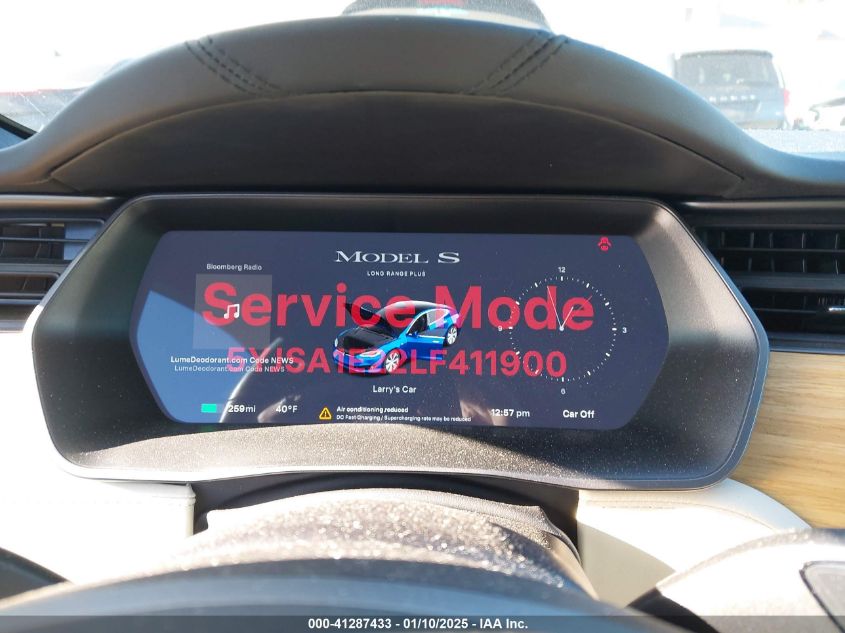 MODEL S
LONG RANGE PLUS
Bloomberg Radio
Service Mode
12
3
6
9
LumeDeodorant.com Code NEWS
LumeDeodorant.com Code NEWS
Larry's Car
259mi
40°F
Air conditioning reduced
DC Fast Charging / Supercharging rate may be reduced
12:57 pm
Car Off
000-41287433 - 01/10/2025 - IAA Inc.